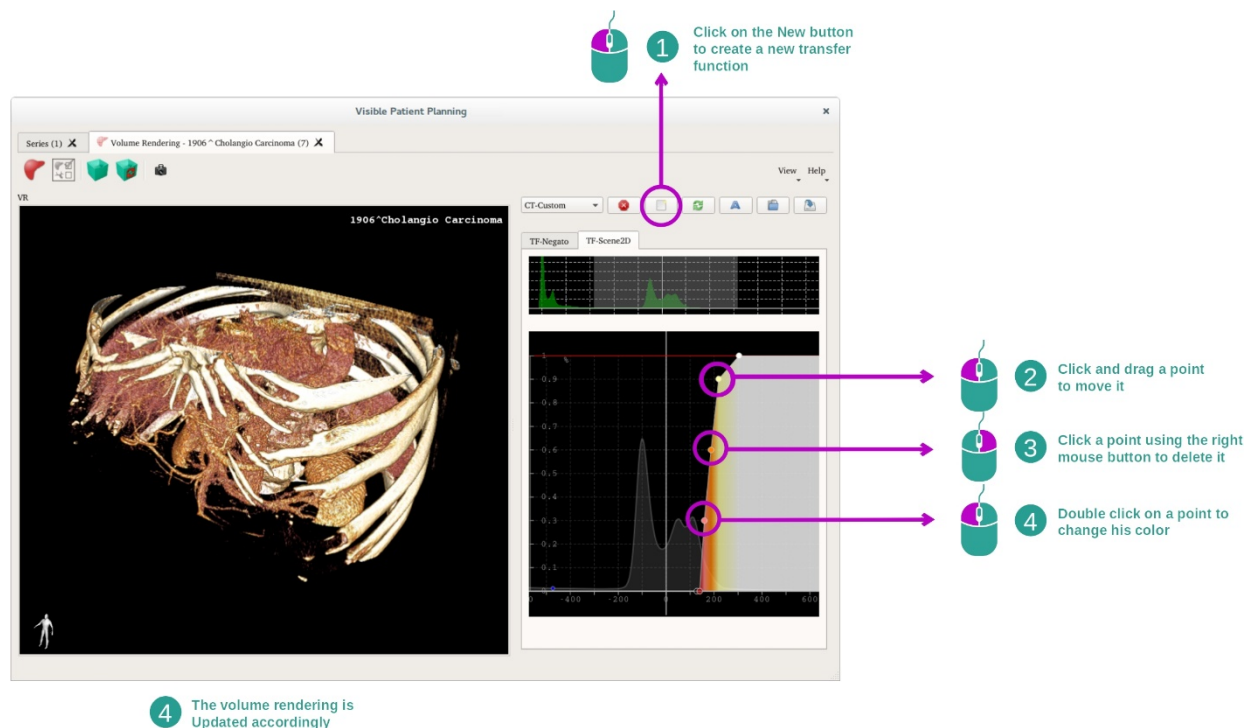 1
Click on the New button
to create a new transfer
function
Visible Patient Planning
Series (1)
Volume Rendering - 1906 ^ Cholangio Carcinoma (7)
View Help
VR
CT-Custom
1906^Cholangio Carcinoma
TF-Negato TF-Scene2D
1
0.9
0.8
0.7
0.6
0.5
0.4
0.3
0.2
0.1
0 -400 -200 0 200 400 600
2
Click and drag a point
to move it
3
Click a point using the right
mouse button to delete it
4
Double click on a point to
change his color
4
The volume rendering is
Updated accordingly